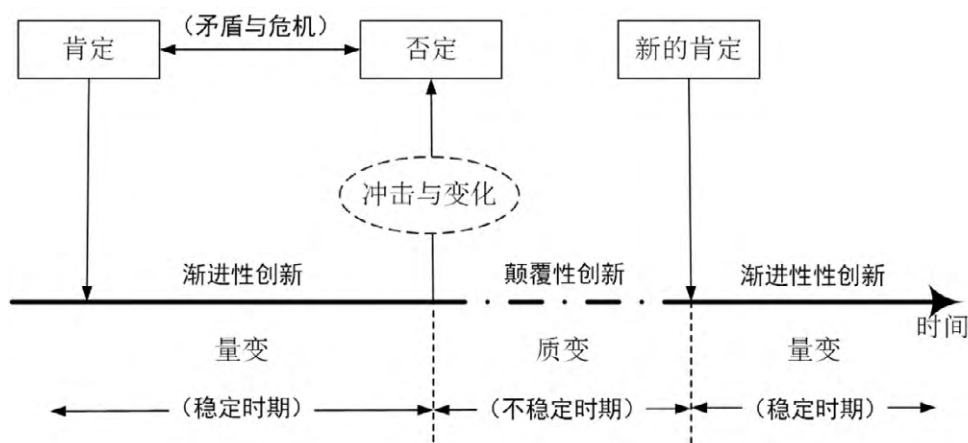 （矛盾与危机）
肯定
否定
新的肯定
冲击与变化
渐进性创新
颠覆性创新
渐进性性创新
时间
量变
质变
量变
（稳定时期）
（不稳定时期）
（稳定时期）